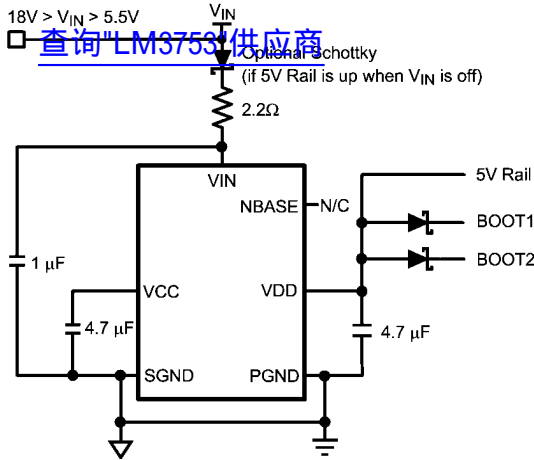 18V > VIN > 5.5V
VIN
查询"LM3753"供应商
Optional Schottky
(if 5V Rail is up when VIN is off)
2.2Ω
VIN
5V Rail
NBASE
N/C
BOOT1
BOOT2
1 µF
VCC
VDD
4.7 µF
4.7 µF
SGND
PGND